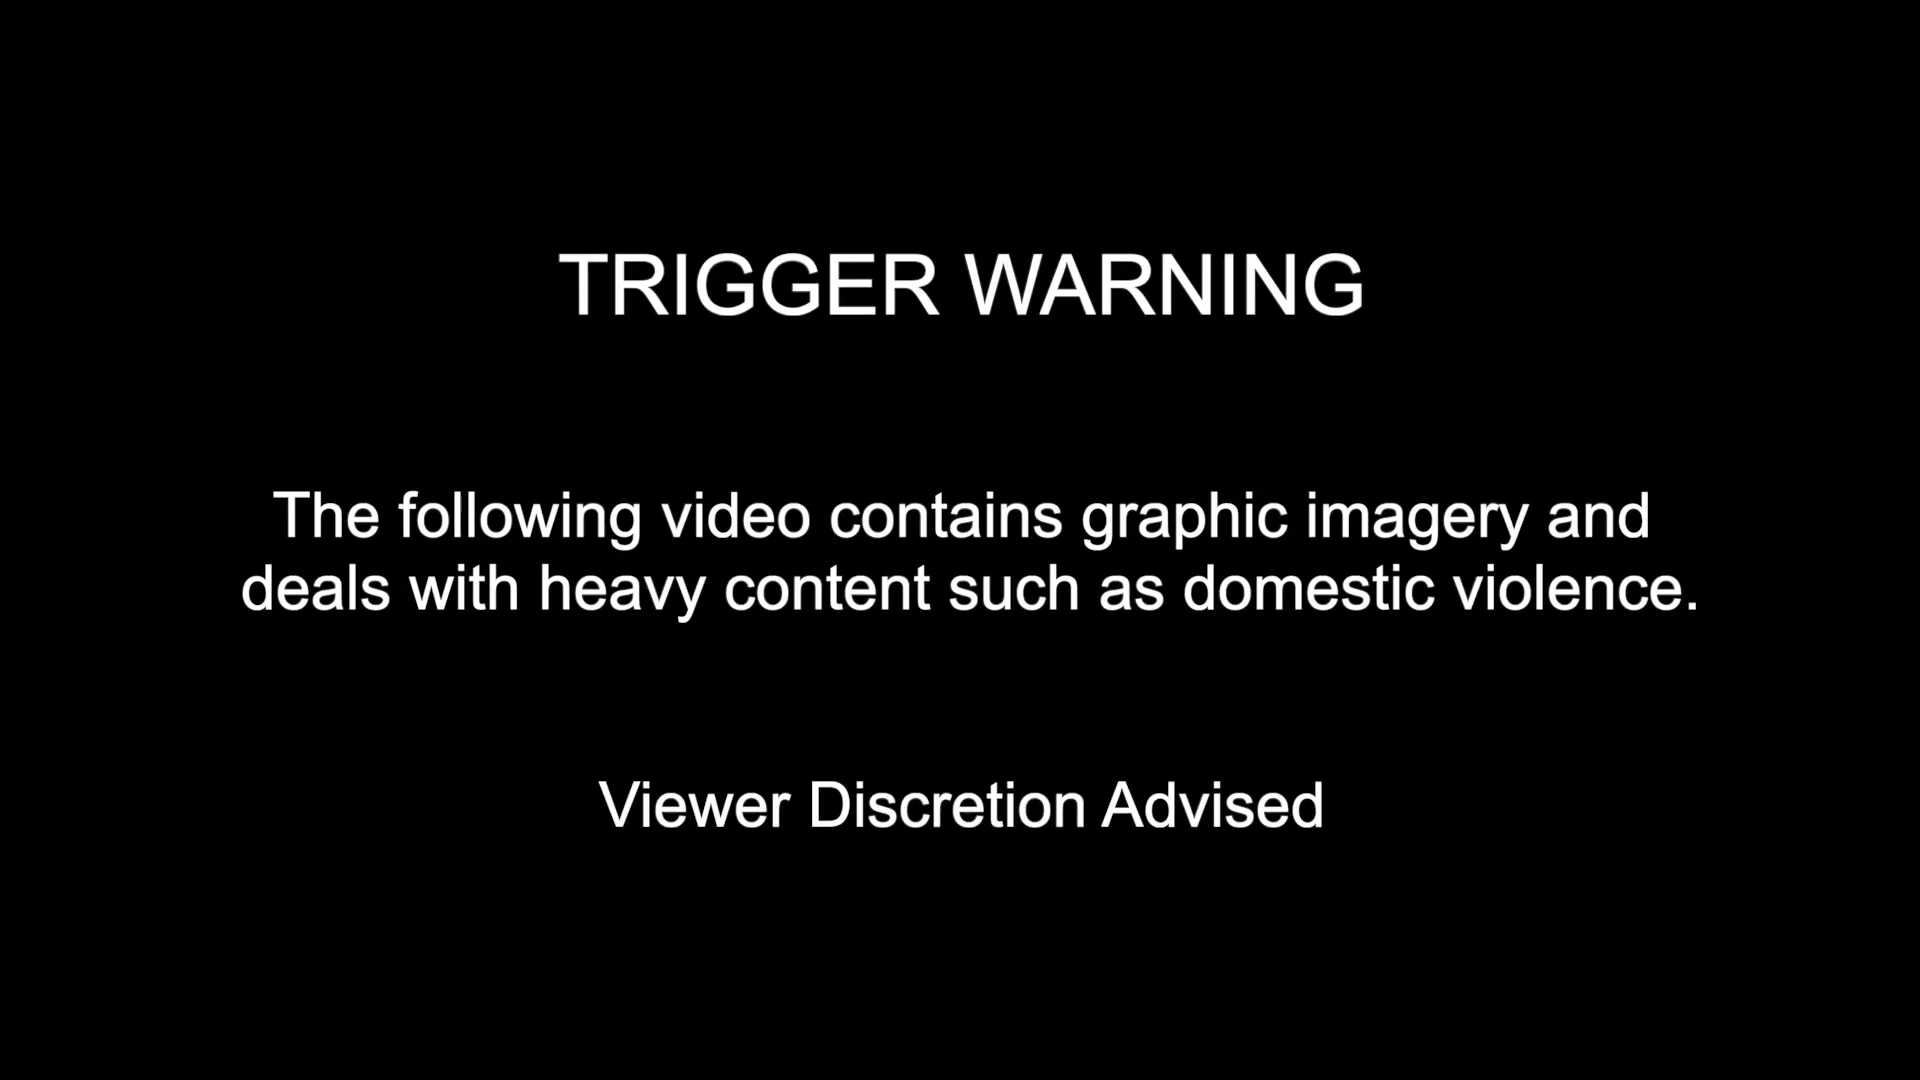 TRIGGER WARNING
The following video contains graphic imagery and
deals with heavy content such as domestic violence.
Viewer Discretion Advised